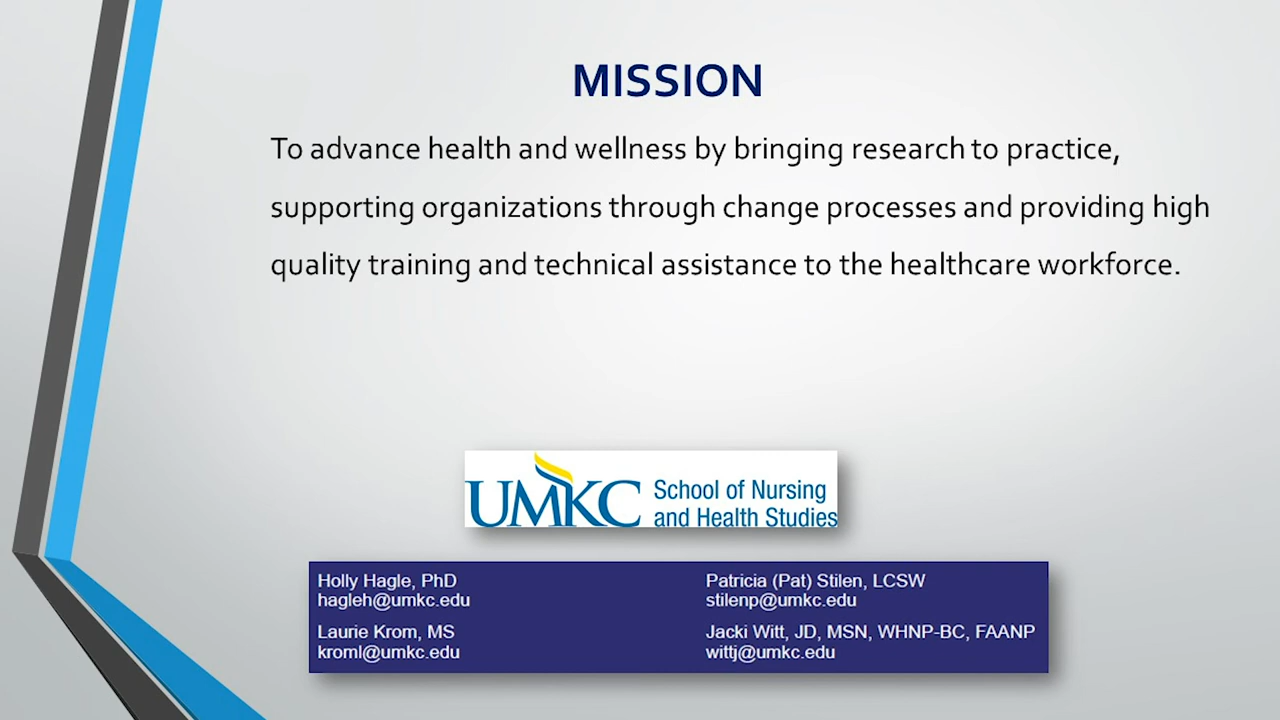 MISSION
To advance health and wellness by bringing research to practice,
supporting organizations through change processes and providing high
quality training and technical assistance to the healthcare workforce.
UMKC School of Nursing
and Health Studies
Holly Hagle, PhD
hagleh@umkc.edu
Laurie Krom, MS
kroml@umkc.edu
Patricia (Pat) Stilen, LCSW
stilenp@umkc.edu
Jacki Witt, JD, MSN, WHNP-BC, FAANP
wittj@umkc.edu